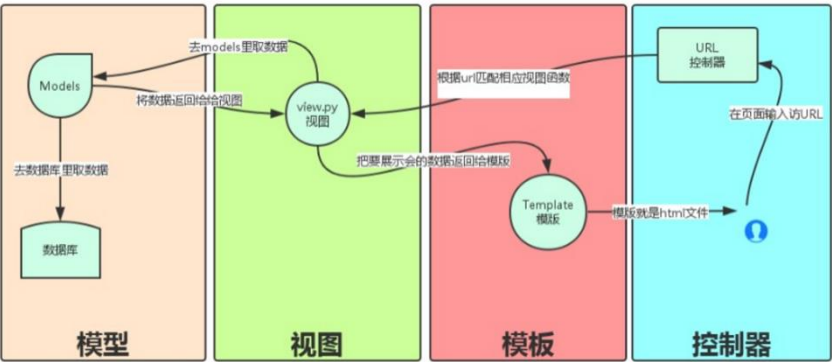 去models里取数据
URL
控制器
Models
根据url匹配相应视图函数
将数据返回给给视图
view.py
视图
在页面输入访URL
去数据库里取数据
把要展示会的数据返回给模版
Template
模版
模版就是html文件
数据库
模型
视图
模板
控制器